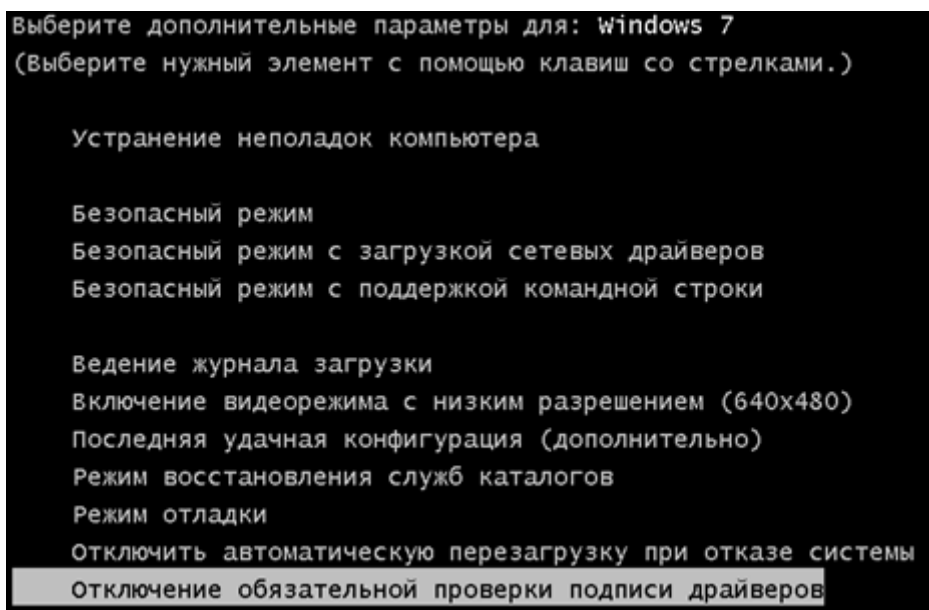 Выберите дополнительные параметры для: Windows 7
(Выберите нужный элемент с помощью клавиш со стрелками.)
Устранение неполадок компьютера
Безопасный режим
Безопасный режим с загрузкой сетевых драйверов
Безопасный режим с поддержкой командной строки
Ведение журнала загрузки
Включение видеорежима с низким разрешением (640x480)
Последняя удачная конфигурация (дополнительно)
Режим восстановления служб каталогов
Режим отладки
Отключить автоматическую перезагрузку при отказе системы
Отключение обязательной проверки подписи драйверов